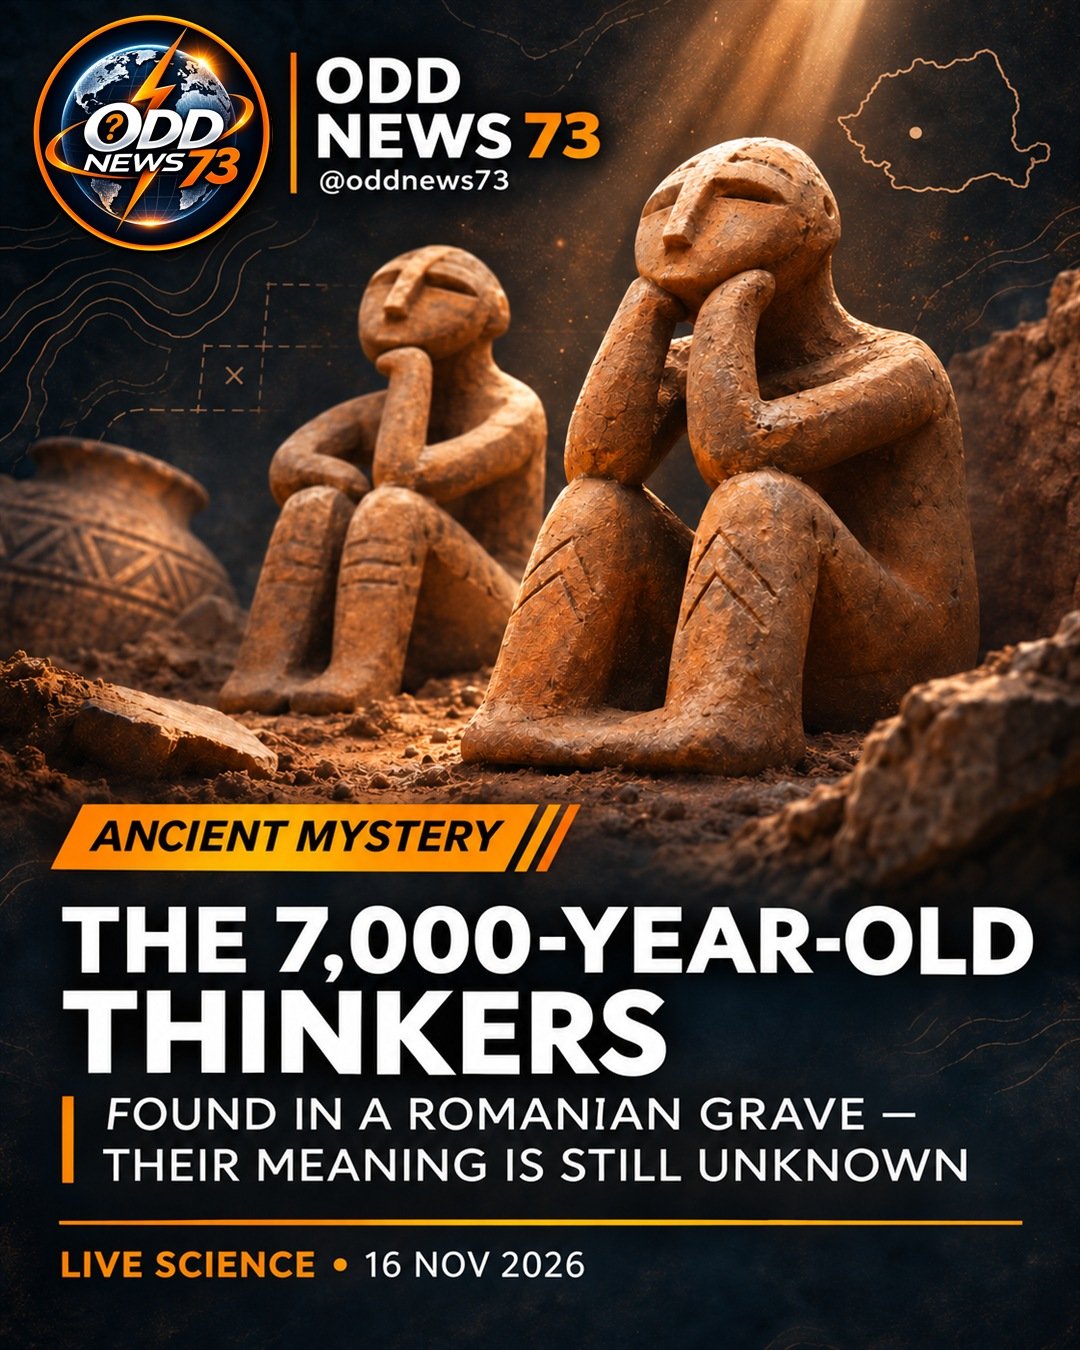 ODD
NEWS 73
ODD
NEWS 73
@oddnews73
ANCIENT MYSTERY
THE 7,000-YEAR-OLD
THINKERS
FOUND IN A ROMANIAN GRAVE –
THEIR MEANING IS STILL UNKNOWN
LIVE SCIENCE • 16 NOV 2026